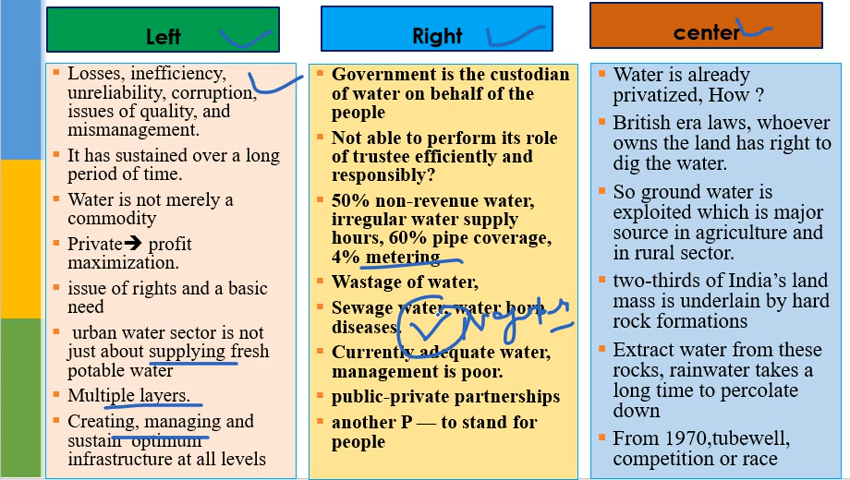 Left
Losses, inefficiency,
unreliability, corruption,
issues of quality, and
mismanagement.
It has sustained over a long
period of time.
Water is not merely a
commodity
Private➔ profit
maximization.
issue of rights and a basic
need
urban water sector is not
just about supplying fresh
potable water
Multiple layers.
Creating, managing and
sustain optimum
infrastructure at all levels
Right
Government is the custodian
of water on behalf of the
people
Not able to perform its role
of trustee efficiently and
responsibly?
50% non-revenue water,
irregular water supply
hours, 60% pipe coverage,
4% metering
Wastage of water,
Sewage water, water born
diseases.
Currently adequate water,
management is poor.
public-private partnerships
another P — to stand for
people
center
Water is already
privatized, How ?
British era laws, whoever
owns the land has right to
dig the water.
So ground water is
exploited which is major
source in agriculture and
in rural sector.
two-thirds of India's land
mass is underlain by hard
rock formations
Extract water from these
rocks, rainwater takes a
long time to percolate
down
From 1970,tubewell,
competition or race